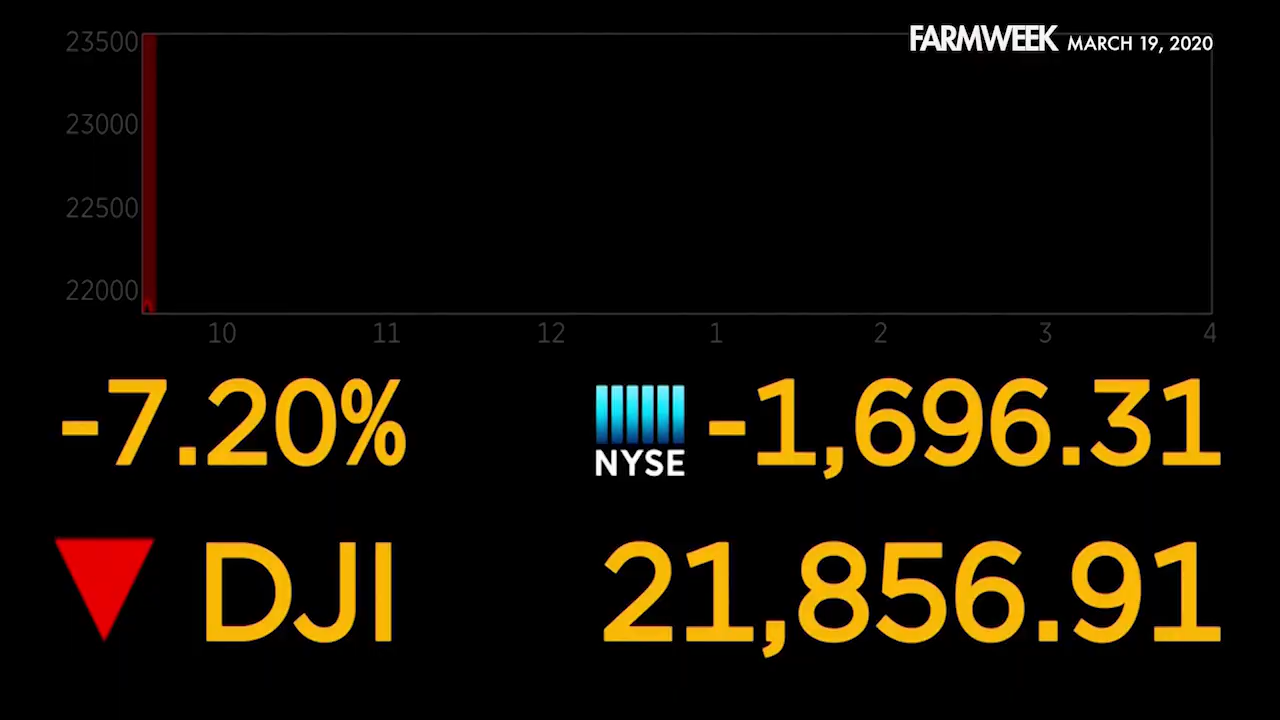 FARMWEEK MARCH 19, 2020
23500
23000
22500
22000
10 11 12 1 2 3 4
-7.20% NYSE -1,696.31
DJI 21,856.91